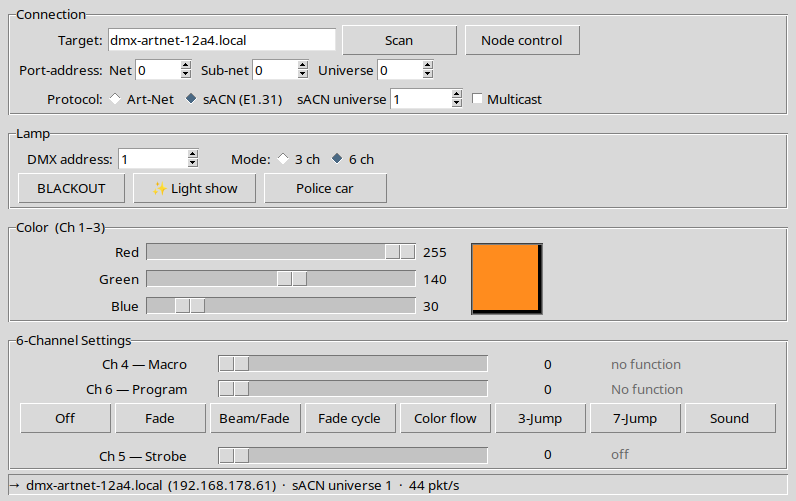 Connection
Target: dmx-artnet-12a4.local Scan Node control
Port-address: Net 0 Sub-net 0 Universe 0
Protocol: Art-Net sACN (E1.31) sACN universe 1 Multicast
Lamp
DMX address: 1 Mode: 3 ch 6 ch
BLACKOUT ✨ Light show Police car
Color (Ch 1–3)
Red 255
Green 140
Blue 30
6-Channel Settings
Ch 4 — Macro 0 no function
Ch 6 — Program 0 No function
Off Fade Beam/Fade Fade cycle Color flow 3-Jump 7-Jump Sound
Ch 5 — Strobe 0 off
→ dmx-artnet-12a4.local (192.168.178.61) · sACN universe 1 · 44 pkt/s